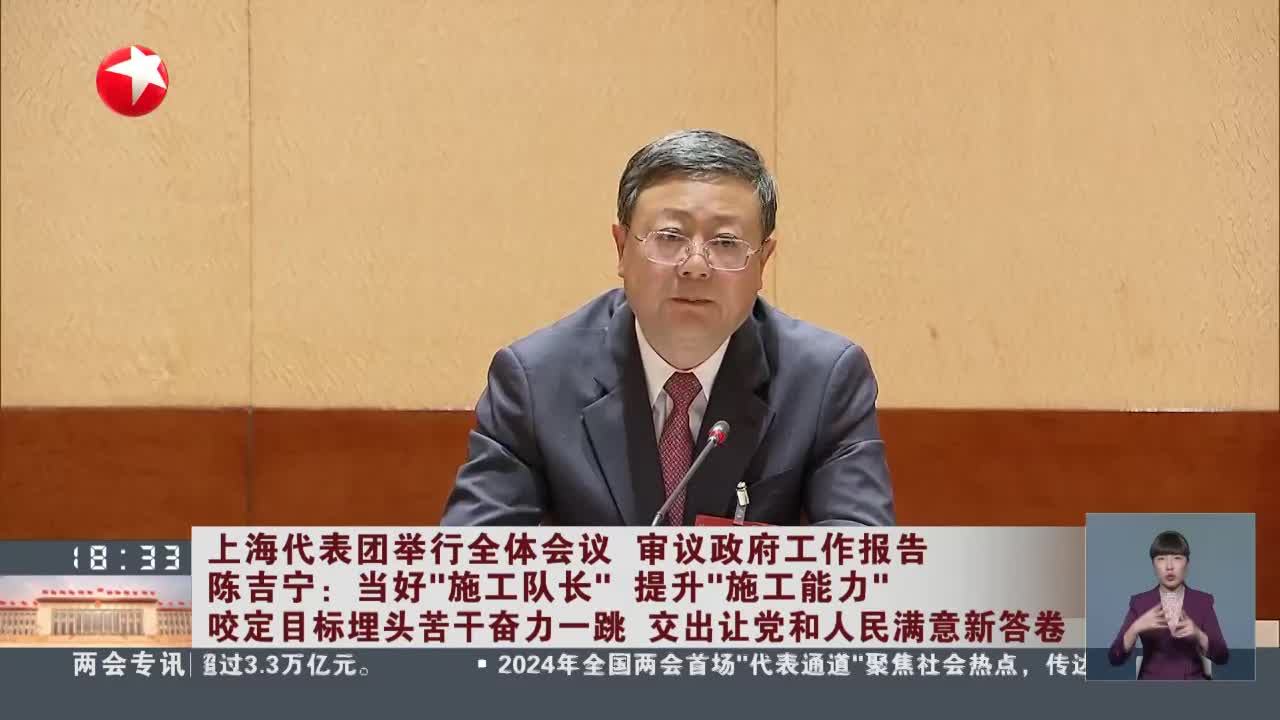 上海代表团举行全体会议 审议政府工作报告
陈吉宁：当好"施工队长" 提升"施工能力"
咬定目标埋头苦干奋力一跳 交出让党和人民满意新答卷
18:33
两会专讯
过3.3万亿元。 ▪ 2024年全国两会首场"代表通道"聚焦社会热点，传达